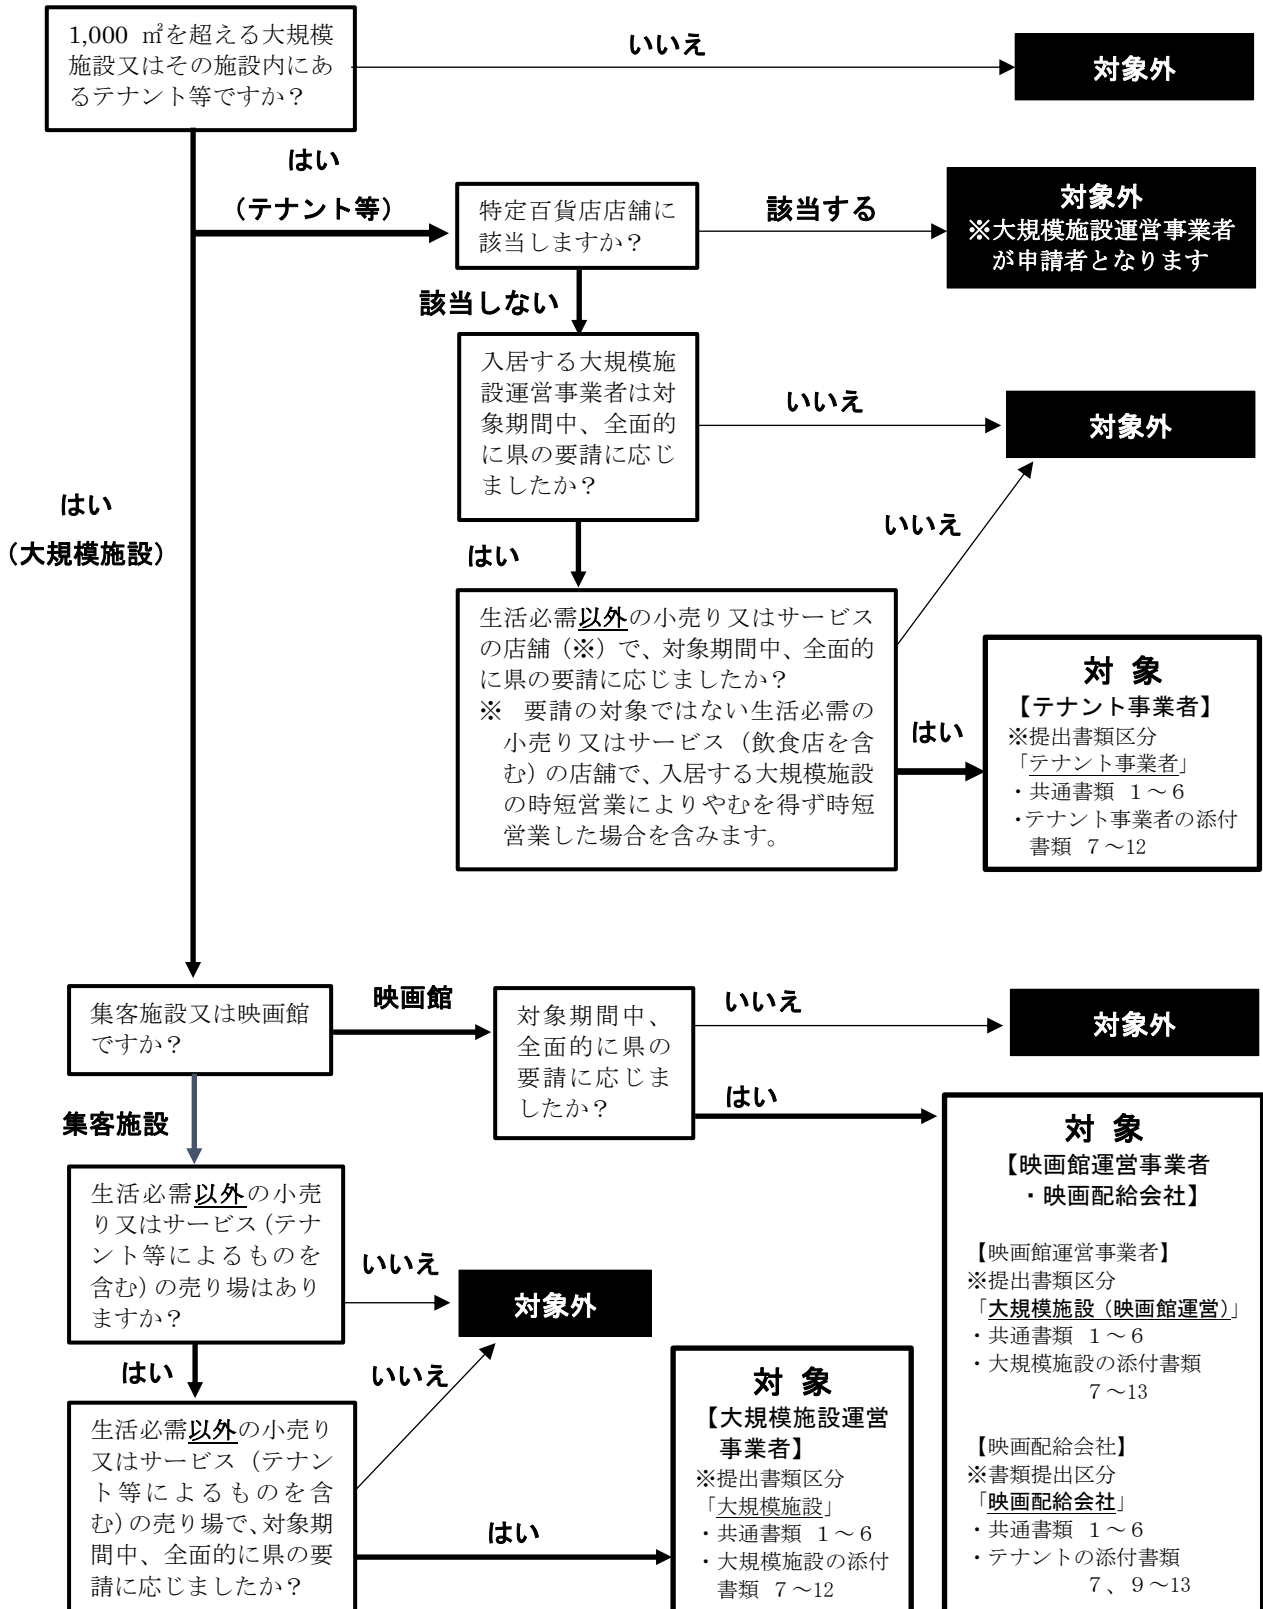 1,000 ㎡を超える大規模
施設又はその施設内にあ
るテナント等ですか？
いいえ
対象外
はい
（テナント等）
特定百貨店店舗に
該当しますか？
該当する
対象外
※大規模施設運営事業者
が申請者となります
該当しない
入居する大規模施
設運営事業者は対
象期間中、全面的
に県の要請に応じ
ましたか？
いいえ
対象外
はい
（大規模施設）
いいえ
はい
生活必需以外の小売り又はサービス
の店舗（※）で、対象期間中、全面的
に県の要請に応じましたか？
※　要請の対象ではない生活必需の
小売り又はサービス（飲食店を含
む）の店舗で、入居する大規模施設
の時短営業によりやむを得ず時短
営業した場合を含みます。
はい
対 象
【テナント事業者】
※提出書類区分
「テナント事業者」
・共通書類 １～６
・テナント事業者の添付
書類 ７～12
集客施設又は映画館
ですか？
映画館
対象期間中、
全面的に県の
要請に応じま
したか？
いいえ
対象外
はい
対 象
【映画館運営事業者
・映画配給会社】
【映画館運営事業者】
※提出書類区分
「大規模施設（映画館運営）」
・共通書類 １～６
・大規模施設の添付書類
７～13
【映画配給会社】
※書類提出区分
「映画配給会社」
・共通書類 １～６
・テナントの添付書類
７、９～13
集客施設
生活必需以外の小売
り又はサービス（テナ
ント等によるものを
含む）の売り場はあり
ますか？
いいえ
対象外
はい
いいえ
生活必需以外の小売り
又はサービス（テナン
ト等によるものを含
む）の売り場で、対象期
間中、全面的に県の要
請に応じましたか？
はい
対 象
【大規模施設運営
事業者】
※提出書類区分
「大規模施設」
・共通書類 １～６
・大規模施設の添付
書類 ７～12